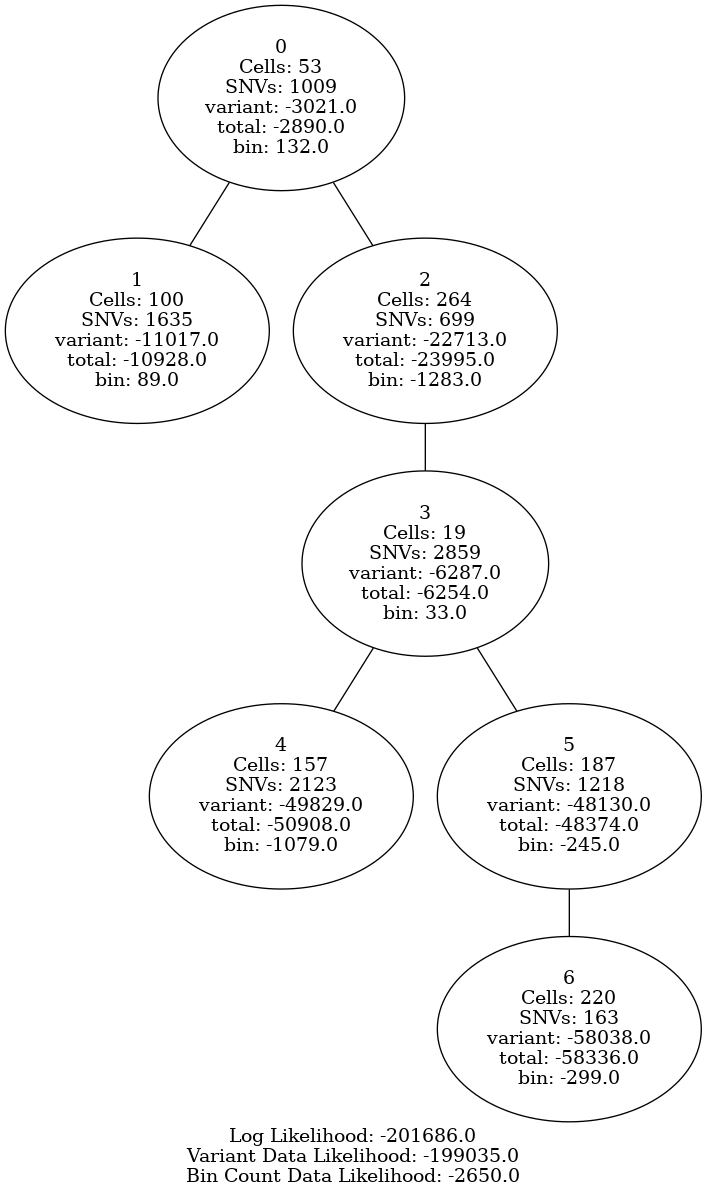 0
Cells: 53
SNVs: 1009
variant: -3021.0
total: -2890.0
bin: 132.0
1
Cells: 100
SNVs: 1635
variant: -11017.0
total: -10928.0
bin: 89.0
2
Cells: 264
SNVs: 699
variant: -22713.0
total: -23995.0
bin: -1283.0
3
Cells: 19
SNVs: 2859
variant: -6287.0
total: -6254.0
bin: 33.0
4
Cells: 157
SNVs: 2123
variant: -49829.0
total: -50908.0
bin: -1079.0
5
Cells: 187
SNVs: 1218
variant: -48130.0
total: -48374.0
bin: -245.0
6
Cells: 220
SNVs: 163
variant: -58038.0
total: -58336.0
bin: -299.0
Log Likelihood: -201686.0
Variant Data Likelihood: -199035.0
Bin Count Data Likelihood: -2650.0